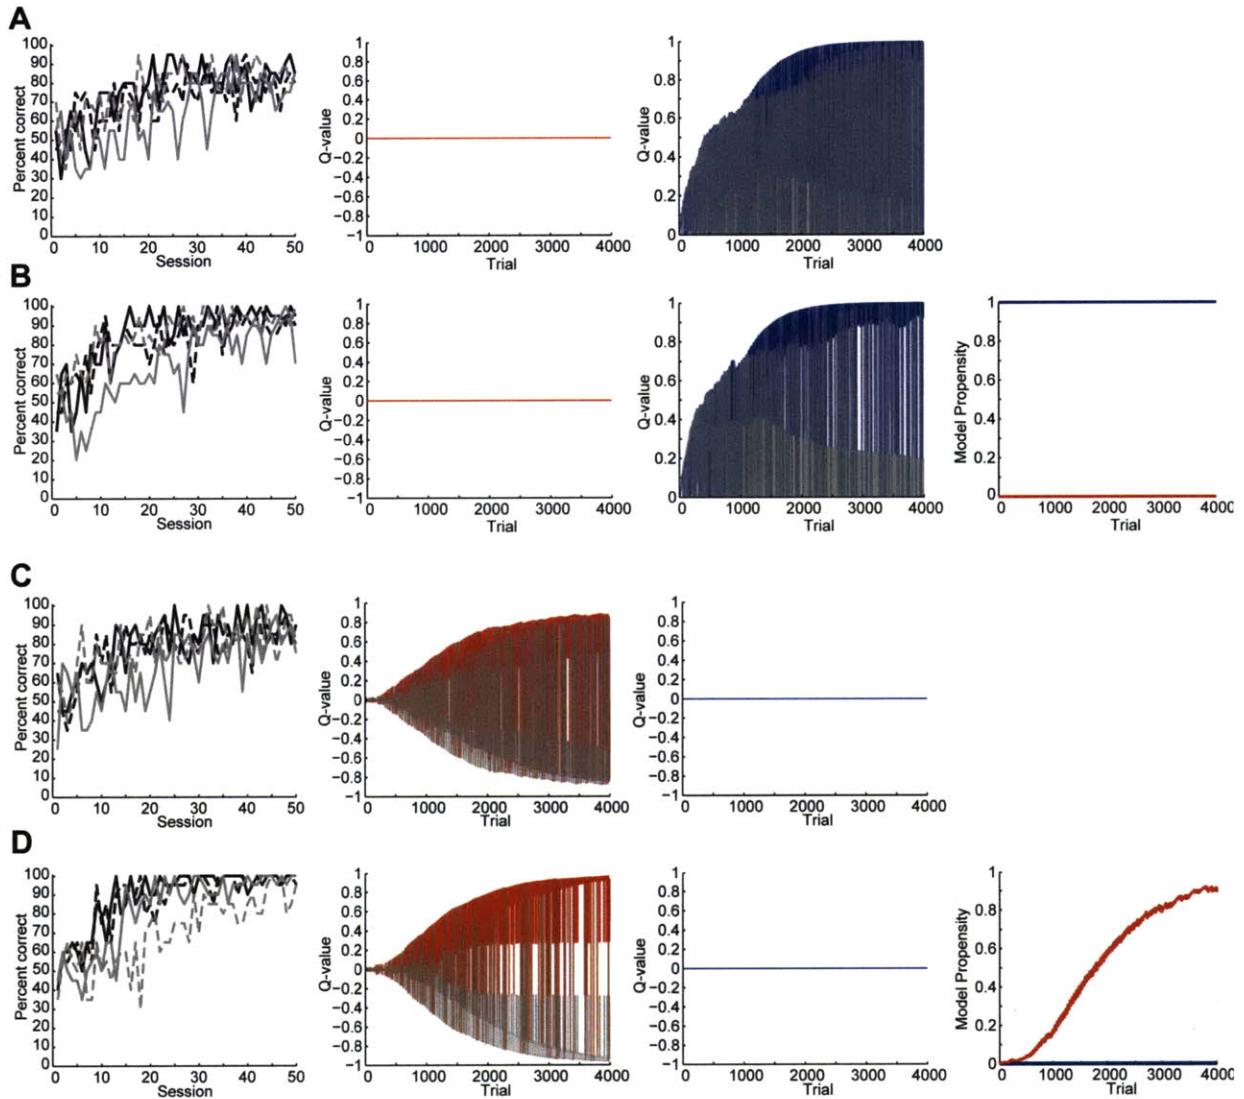 A
Percent correct
100
90
80
70
60
50
40
30
20
10
0
0 10 20 30 40 50
Session
Q-value
1
0.8
0.6
0.4
0.2
0
−0.2
−0.4
−0.6
−0.8
−1
0 1000 2000 3000 4000
Trial
Q-value
1
0.8
0.6
0.4
0.2
0
0 1000 2000 3000 4000
Trial
B
Percent correct
100
90
80
70
60
50
40
30
20
10
0
0 10 20 30 40 50
Session
Q-value
1
0.8
0.6
0.4
0.2
0
−0.2
−0.4
−0.6
−0.8
−1
0 1000 2000 3000 4000
Trial
Q-value
1
0.8
0.6
0.4
0.2
0
0 1000 2000 3000 4000
Trial
Model Propensity
1
0.8
0.6
0.4
0.2
0
0 1000 2000 3000 4000
Trial
C
Percent correct
100
90
80
70
60
50
40
30
20
10
0
0 10 20 30 40 50
Session
Q-value
1
0.8
0.6
0.4
0.2
0
−0.2
−0.4
−0.6
−0.8
−1
0 1000 2000 3000 4000
Trial
Q-value
1
0.8
0.6
0.4
0.2
0
−0.2
−0.4
−0.6
−0.8
−1
0 1000 2000 3000 4000
Trial
D
Percent correct
100
90
80
70
60
50
40
30
20
10
0
0 10 20 30 40 50
Session
Q-value
1
0.8
0.6
0.4
0.2
0
−0.2
−0.4
−0.6
−0.8
−1
0 1000 2000 3000 4000
Trial
Q-value
1
0.8
0.6
0.4
0.2
0
−0.2
−0.4
−0.6
−0.8
−1
0 1000 2000 3000 4000
Trial
Model Propensity
1
0.8
0.6
0.4
0.2
0
0 1000 2000 3000 4000
Trial